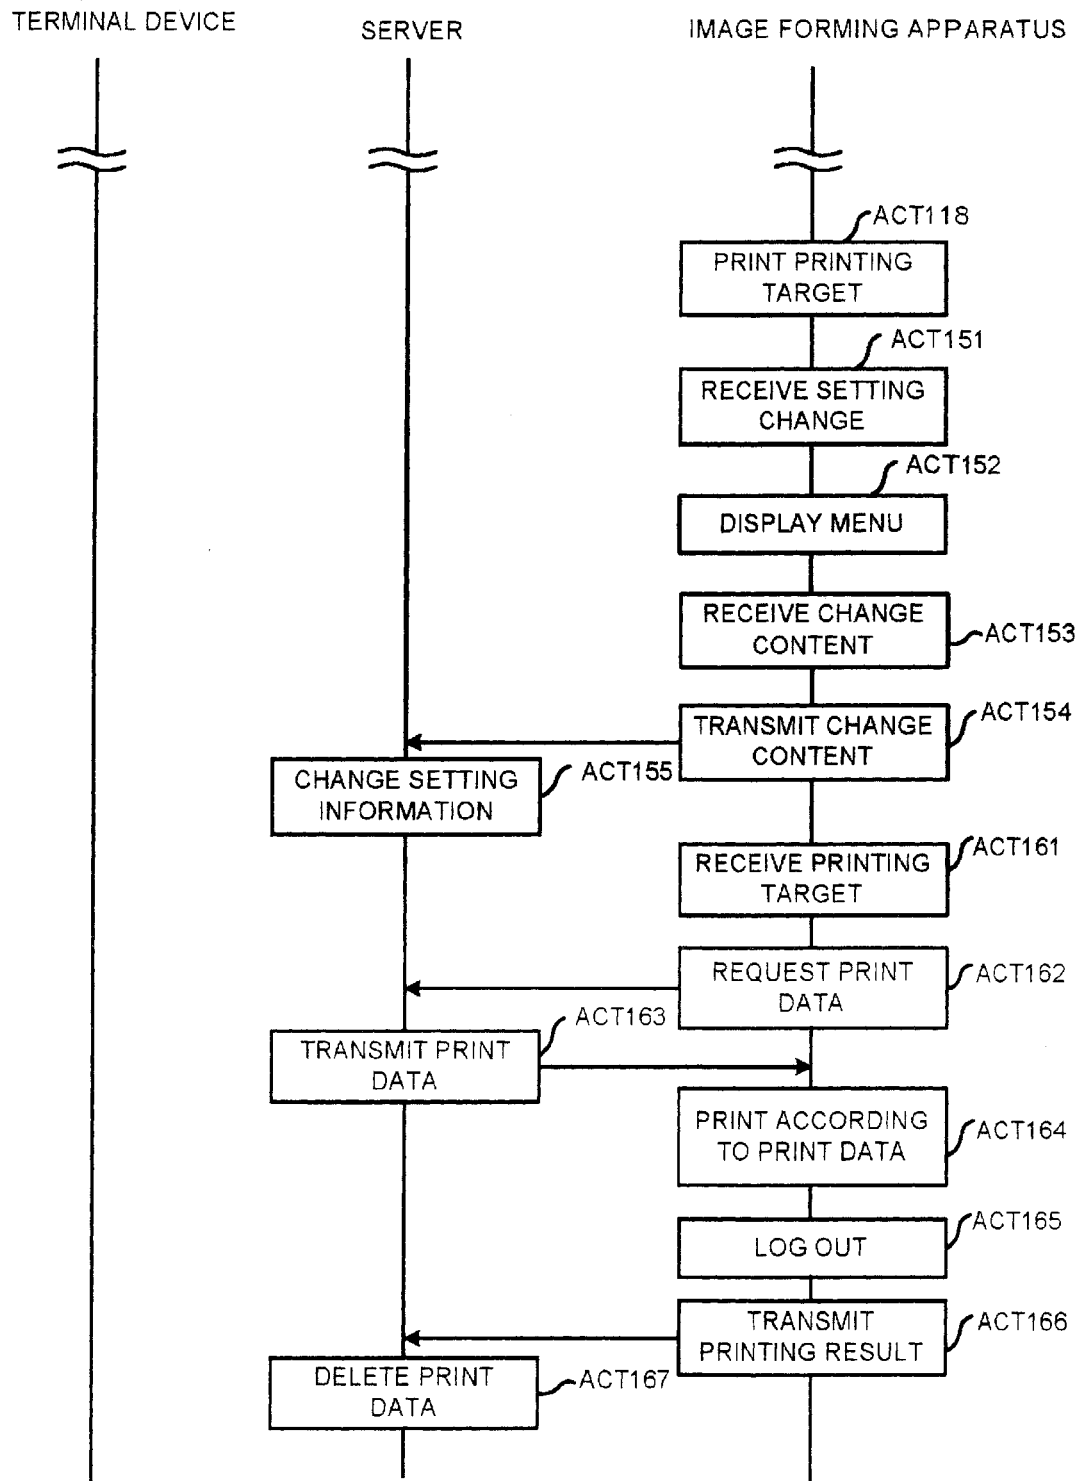 TERMINAL DEVICE
SERVER
IMAGE FORMING APPARATUS
ACT118
PRINT PRINTING
TARGET
ACT151
RECEIVE SETTING
CHANGE
ACT152
DISPLAY MENU
RECEIVE CHANGE
CONTENT
ACT153
TRANSMIT CHANGE
CONTENT
ACT154
CHANGE SETTING
INFORMATION
ACT155
RECEIVE PRINTING
TARGET
ACT161
REQUEST PRINT
DATA
ACT162
ACT163
TRANSMIT PRINT
DATA
PRINT ACCORDING
TO PRINT DATA
ACT164
LOG OUT
ACT165
TRANSMIT
PRINTING RESULT
ACT166
DELETE PRINT
DATA
ACT167